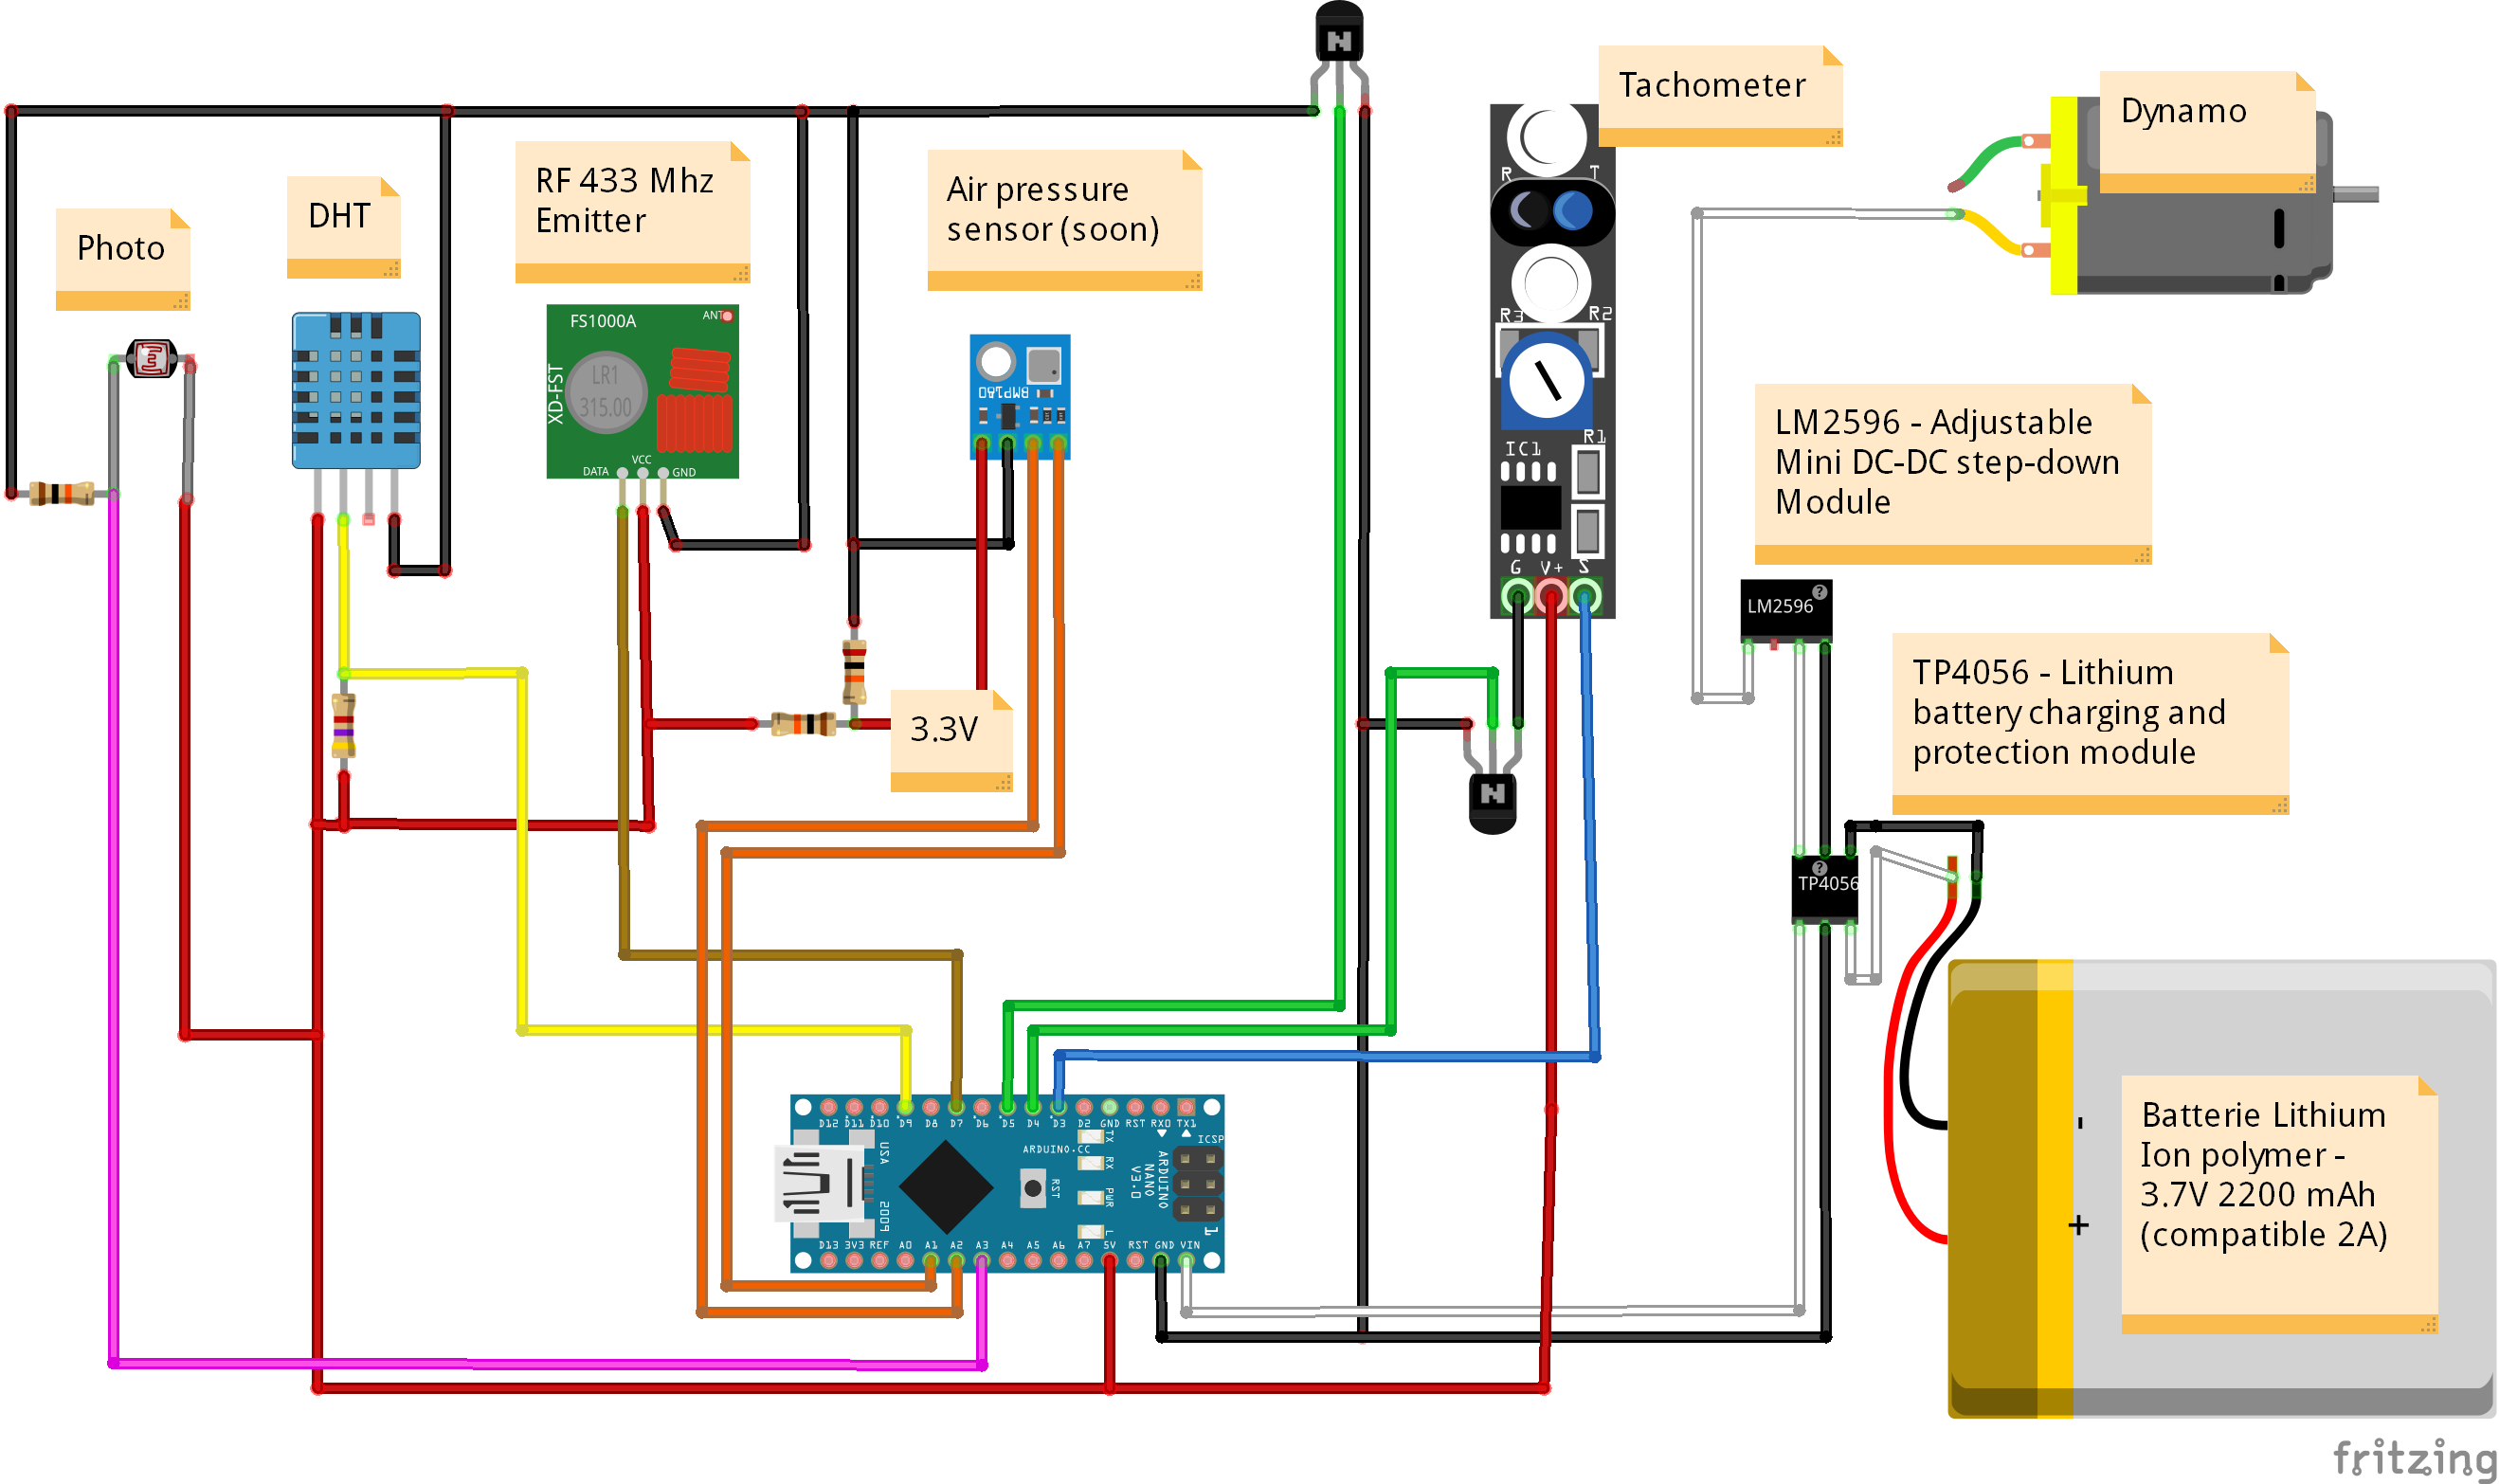 N
Tachometer
Dynamo
RF 433 Mhz
Emitter
Air pressure
sensor (soon)
DHT
Photo
R T
FS1000A
ANT
XD-FST
LR1
315.00
DATA
VCC
GND
BMP180
R3 R2
LM2596 - Adjustable
Mini DC-DC step-down
Module
R1
IC1
G V+ S
LM2596
?
TP4056 - Lithium
battery charging and
protection module
3.3V
N
?
TP4056
D12 D11 D10 D9 D8 D7 D6 D5 D4 D3 D2 GND RST RX0 TX1
USA
ARDUINO.CC
TX
RX
PWR
L
RST
ICSP
ARDUINO
NANO
V3.0
1
D13 3V3 REF A0 A1 A2 A3 A4 A5 A6 A7 5V RST GND VIN
-
+
Batterie Lithium
Ion polymer -
3.7V 2200 mAh
(compatible 2A)
fritzing